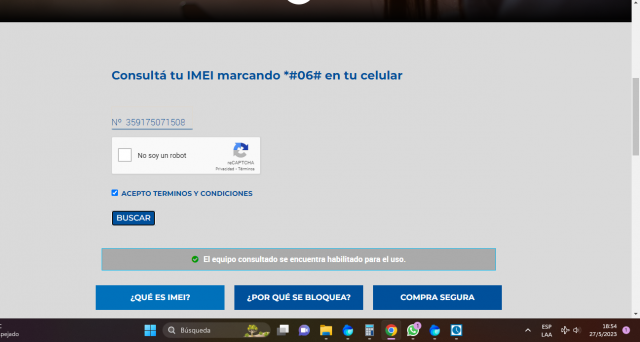 Consultá tu IMEI marcando *#06# en tu celular
Nº 359175071508
No soy un robot
reCAPTCHA
Privacidad - Términos
ACEPTO TERMINOS Y CONDICIONES
BUSCAR
El equipo consultado se encuentra habilitado para el uso.
¿QUÉ ES IMEI?
¿POR QUÉ SE BLOQUEA?
COMPRA SEGURA
°C
pejado
Búsqueda
1
ESP
LAA
18:54
27/5/2023
1